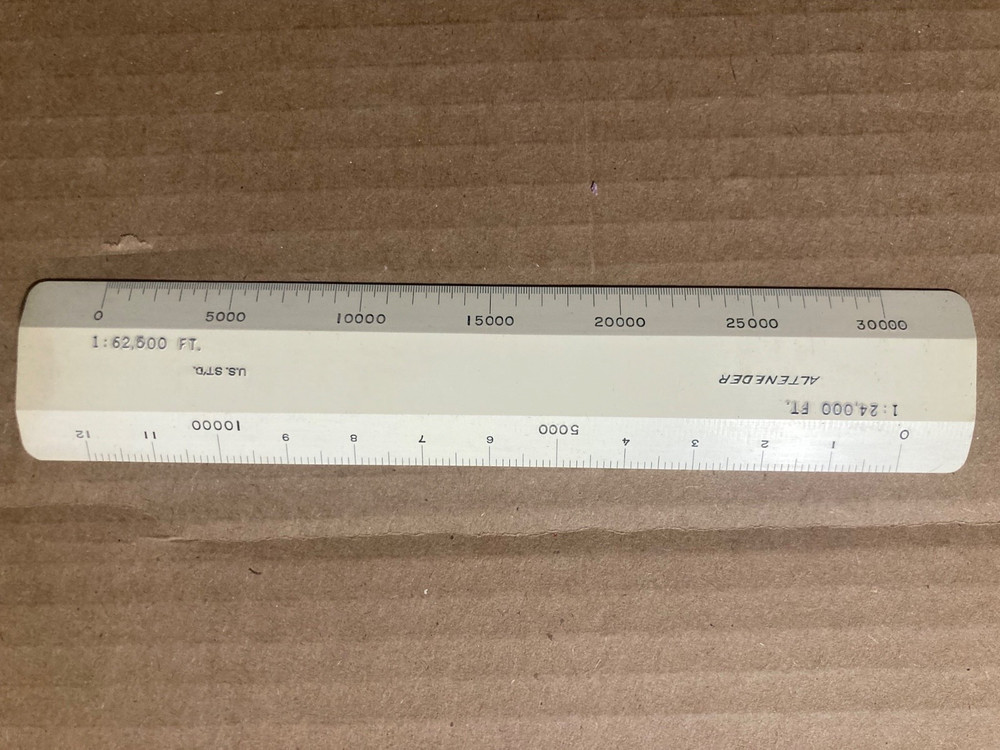 0 5000 10000 15000 20000 25000 30000
1:62,500 FT.
U.S. ST'D.
ALTENEDER
1:24,000 FT.
0 1 2 3 4 5000 6 7 8 9 10000 11 12